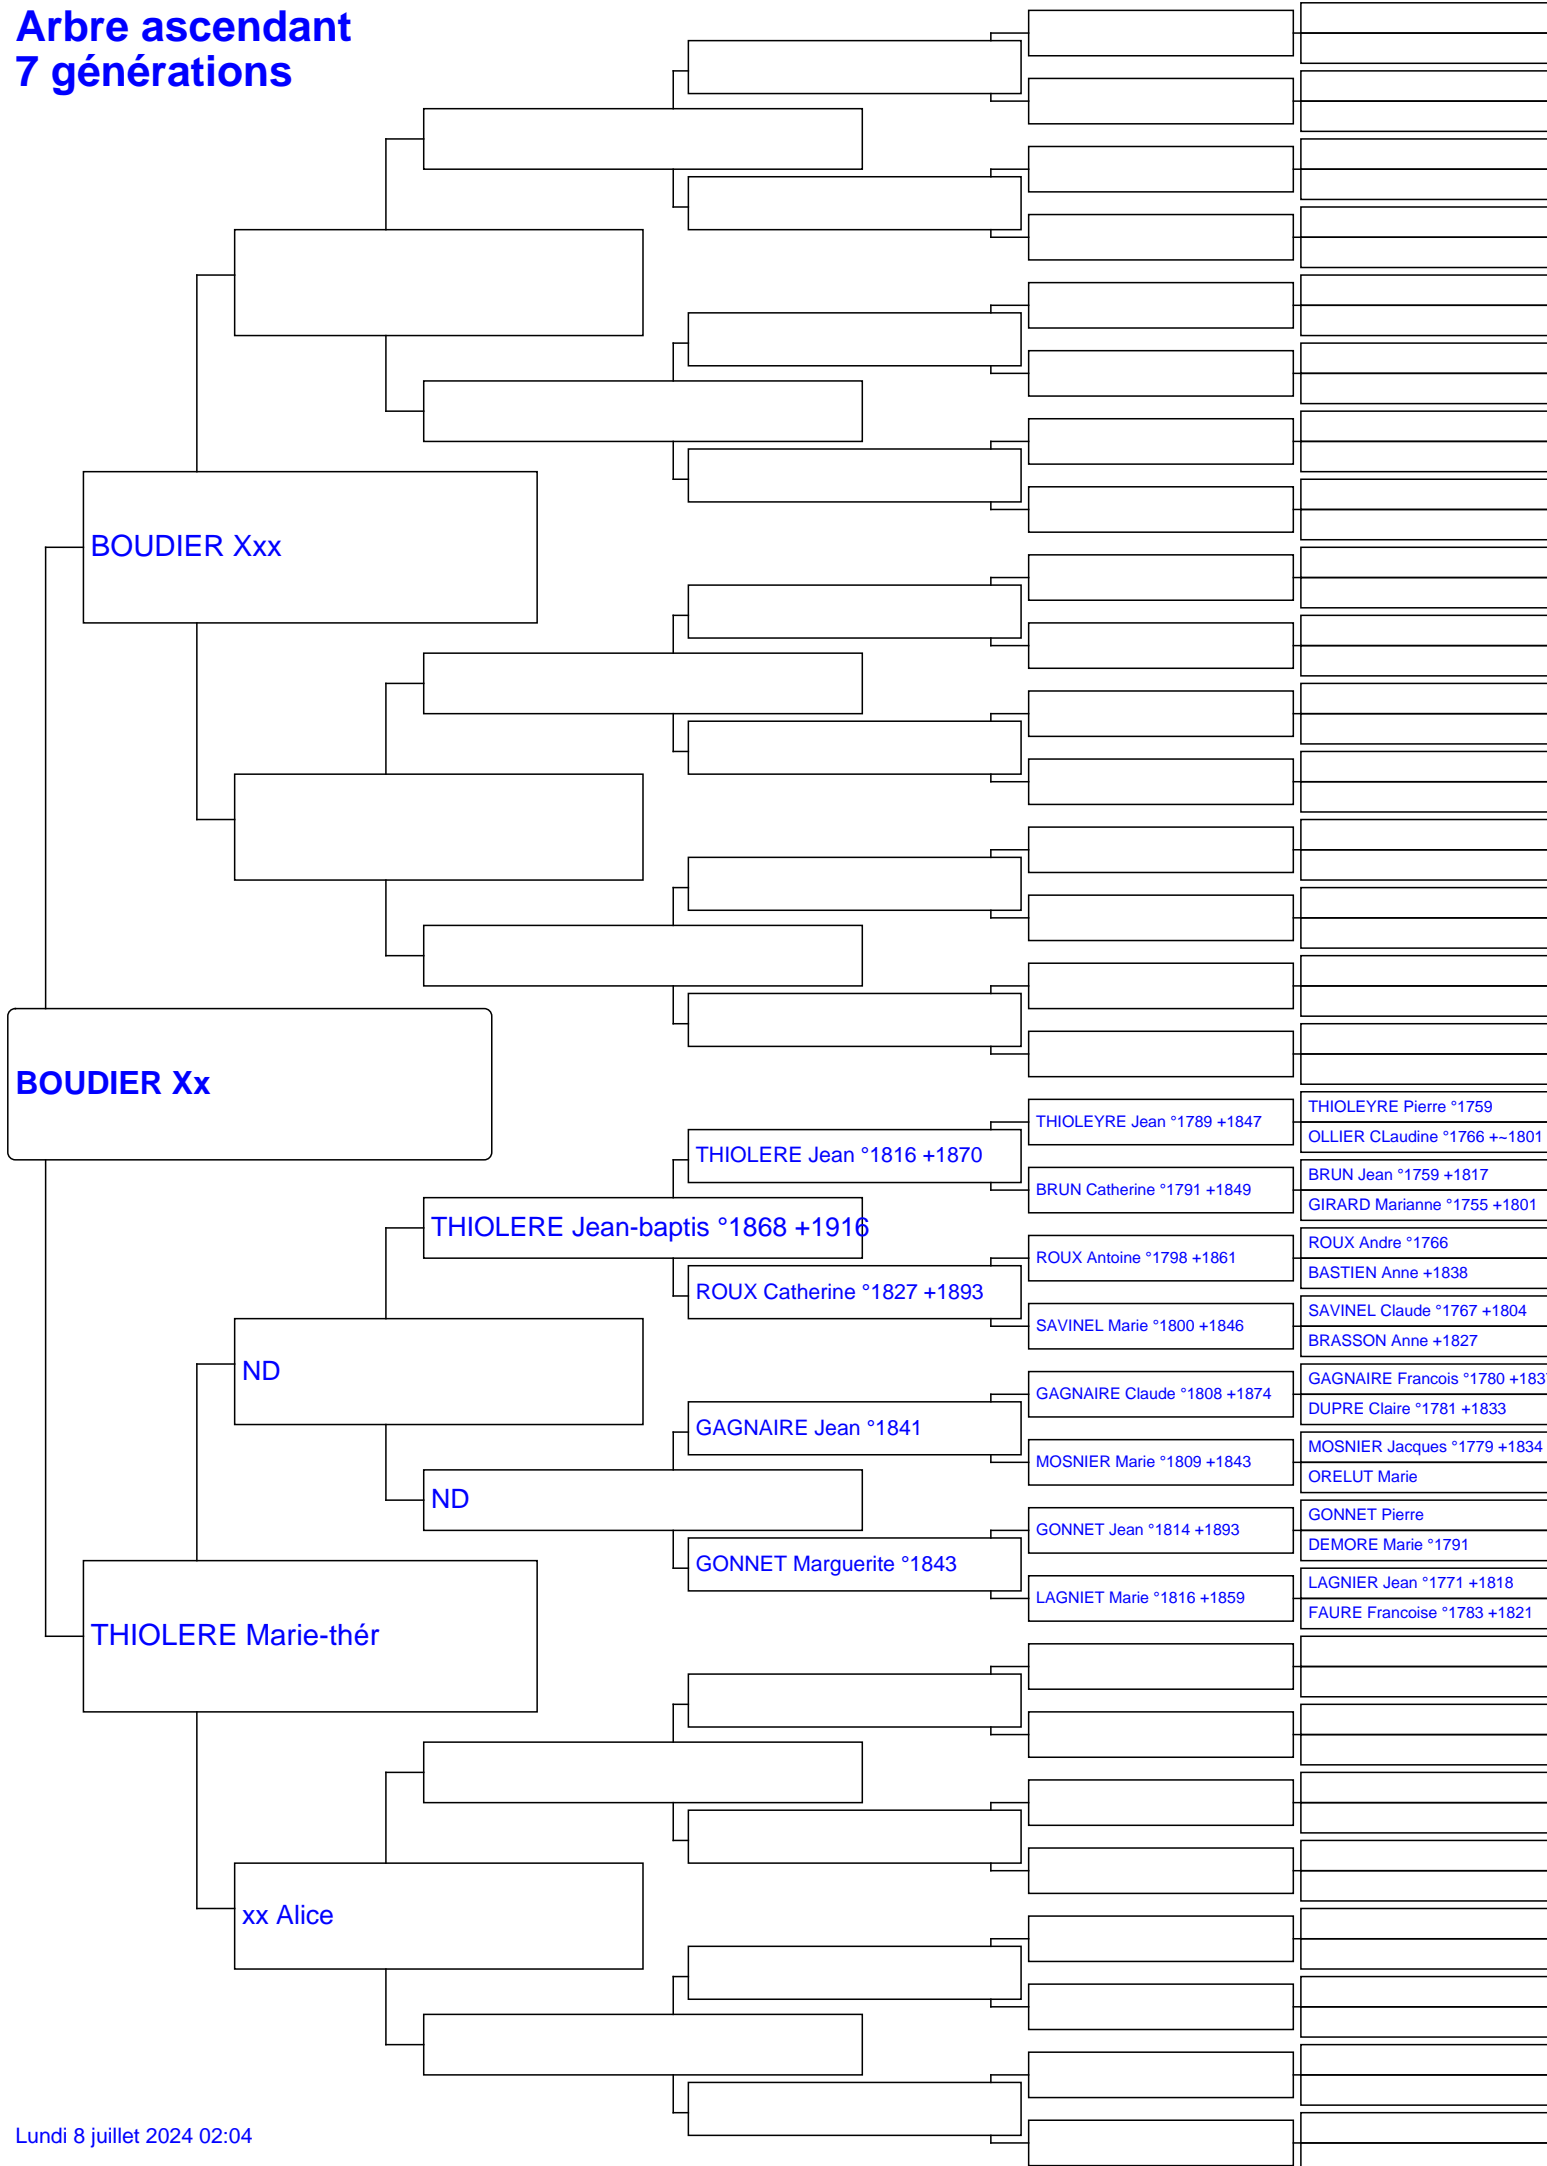 Arbre ascendant
7 générations
BOUDIER Xxx
BOUDIER Xx
THIOLEYRE Pierre °1759
THIOLEYRE Jean °1789 +1847
OLLIER CLaudine °1766 +~1801
THIOLERE Jean °1816 +1870
BRUN Jean °1759 +1817
BRUN Catherine °1791 +1849
GIRARD Marianne °1755 +1801
THIOLERE Jean-baptis °1868 +1916
ROUX Andre °1766
ROUX Antoine °1798 +1861
BASTIEN Anne +1838
ROUX Catherine °1827 +1893
SAVINEL Claude °1767 +1804
SAVINEL Marie °1800 +1846
BRASSON Anne +1827
ND
GAGNAIRE Francois °1780
GAGNAIRE Claude °1808 +1874
DUPRE Claire °1781 +1833
GAGNAIRE Jean °1841
MOSNIER Jacques °1779 +1834
MOSNIER Marie °1809 +1843
ORELUT Marie
ND
GONNET Pierre
GONNET Jean °1814 +1893
DEMORE Marie °1791
GONNET Marguerite °1843
LAGNIER Jean °1771 +1818
LAGNIET Marie °1816 +1859
FAURE Francoise °1783 +1821
THIOLERE Marie-thér
xx Alice
Lundi 8 juillet 2024 02:04